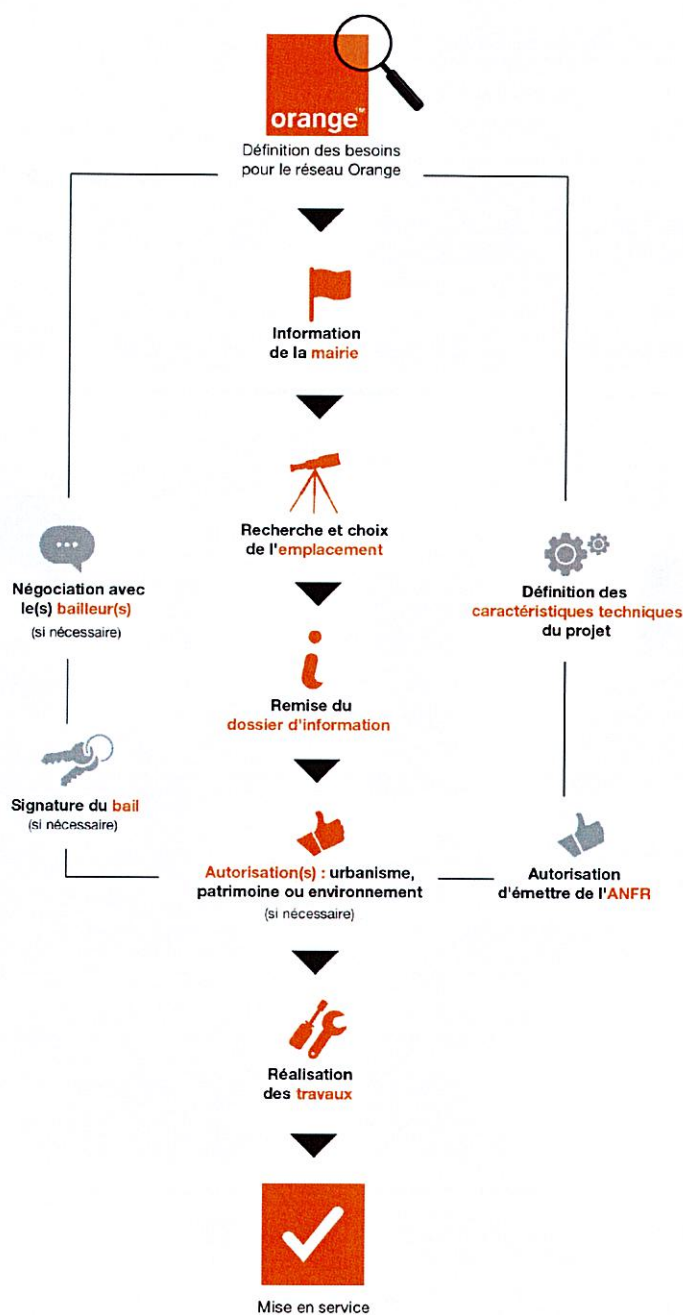 orange™
Définition des besoins
pour le réseau Orange
Information
de la mairie
Recherche et choix
de l'emplacement
Négociation avec
le(s) bailleur(s)
(si nécessaire)
Définition des
caractéristiques techniques
du projet
Remise du
dossier d'information
Signature du bail
(si nécessaire)
Autorisation(s) : urbanisme,
patrimoine ou environnement
(si nécessaire)
Autorisation
d'émettre de l'ANFR
Réalisation
des travaux
Mise en service